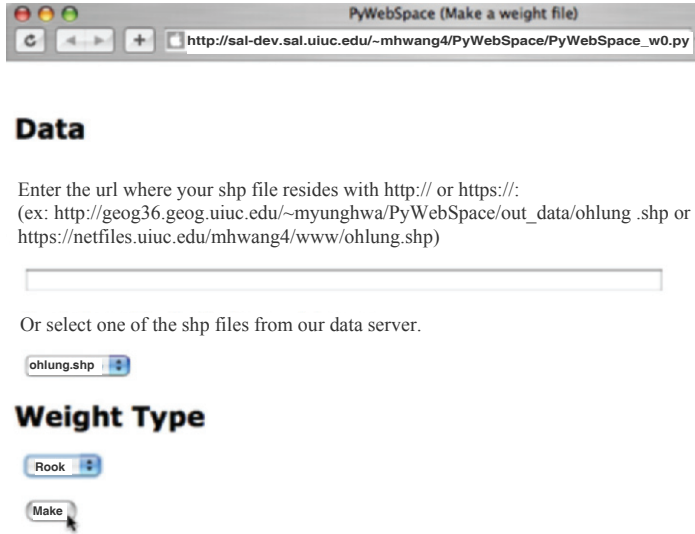 PyWebSpace (Make a weight file)
http://sal-dev.sal.uiuc.edu/~mhwang4/PyWebSpace/PyWebSpace_w0.py
Data
Enter the url where your shp file resides with http:// or https://:
(ex: http://geog36.geog.uiuc.edu/~myunghwa/PyWebSpace/out_data/ohlung .shp or
https://netfiles.uiuc.edu/mhwang4/www/ohlung.shp)
Or select one of the shp files from our data server.
ohlung.shp
Weight Type
Rook
Make